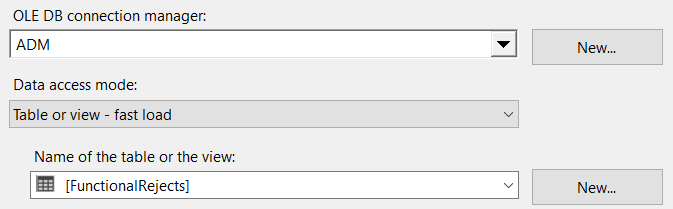 OLE DB connection manager:
ADM
New...
Data access mode:
Table or view - fast load
Name of the table or the view:
[FunctionalRejects]
New...